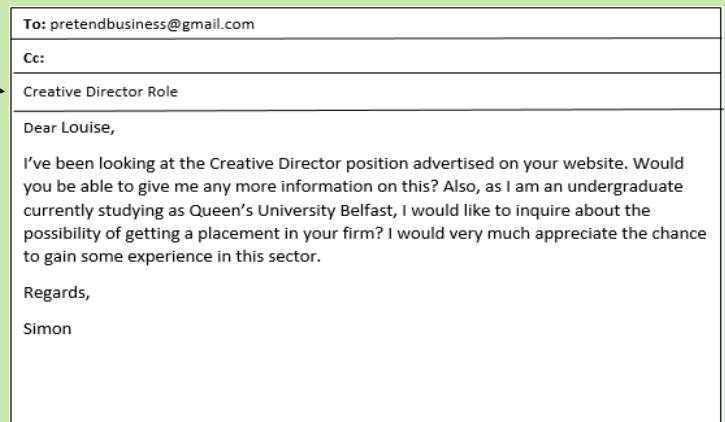 To: pretendbusiness@gmail.com
Cc:
Creative Director Role
Dear Louise,
I've been looking at the Creative Director position advertised on your website. Would
you be able to give me any more information on this? Also, as I am an undergraduate
currently studying as Queen's University Belfast, I would like to inquire about the
possibility of getting a placement in your firm? I would very much appreciate the chance
to gain some experience in this sector.
Regards,
Simon